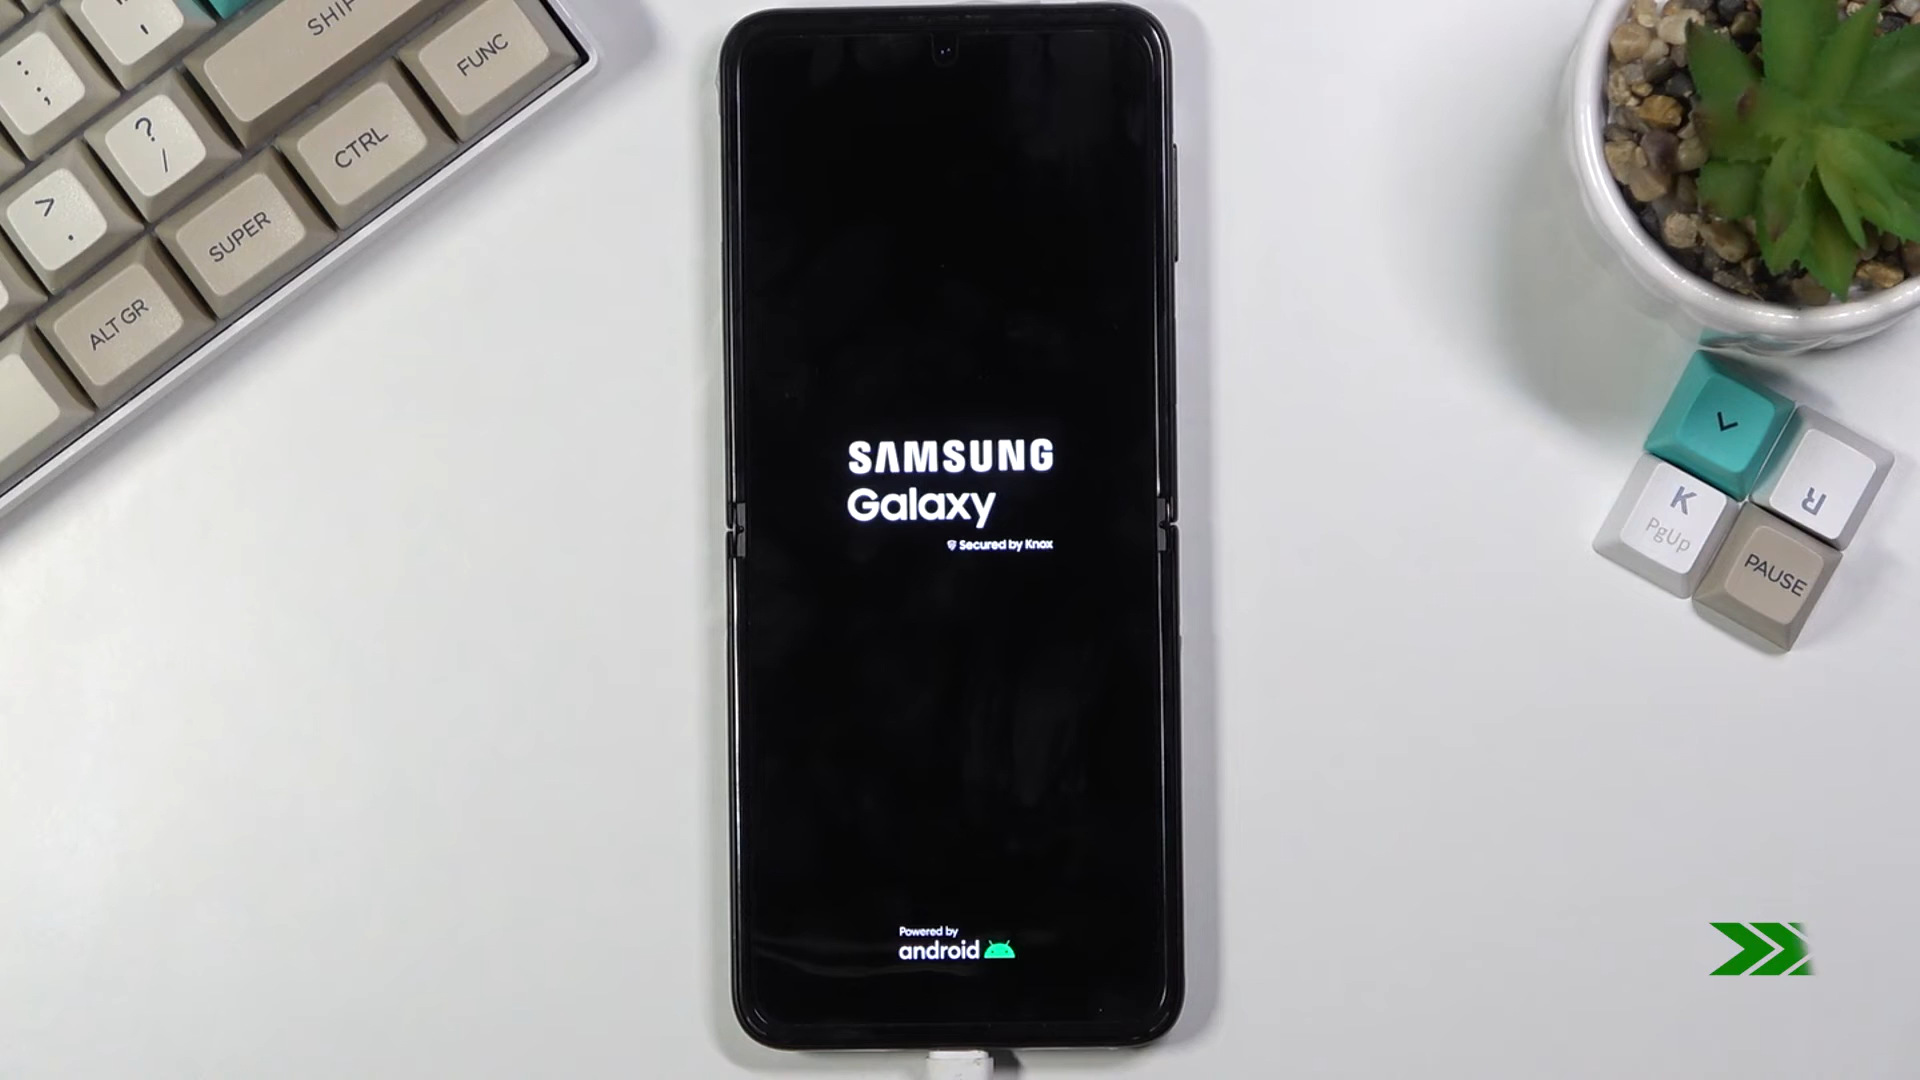 SHIF
FUNC
" '
: ;
? /
CTRL
> .
SUPER
ALT GR
SAMSUNG
Galaxy
Secured by Knox
Powered by
android
K
PgUp
R
PAUSE